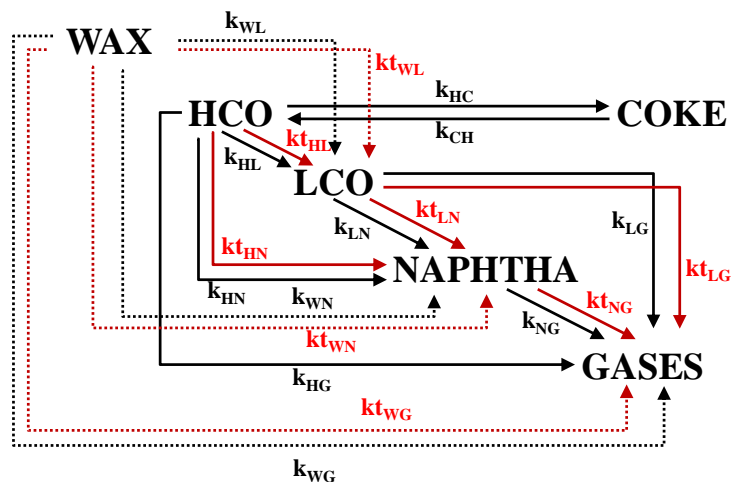 k_WL
WAX
kt_WL
k_HC
HCO
COKE
kt_HL
k_CH
k_HL
LCO
kt_LN
k_LN
k_LG
kt_HN
NAPHTHA
kt_LG
k_HN
k_WN
kt_NG
k_NG
kt_WN
GASES
k_HG
kt_WG
k_WG